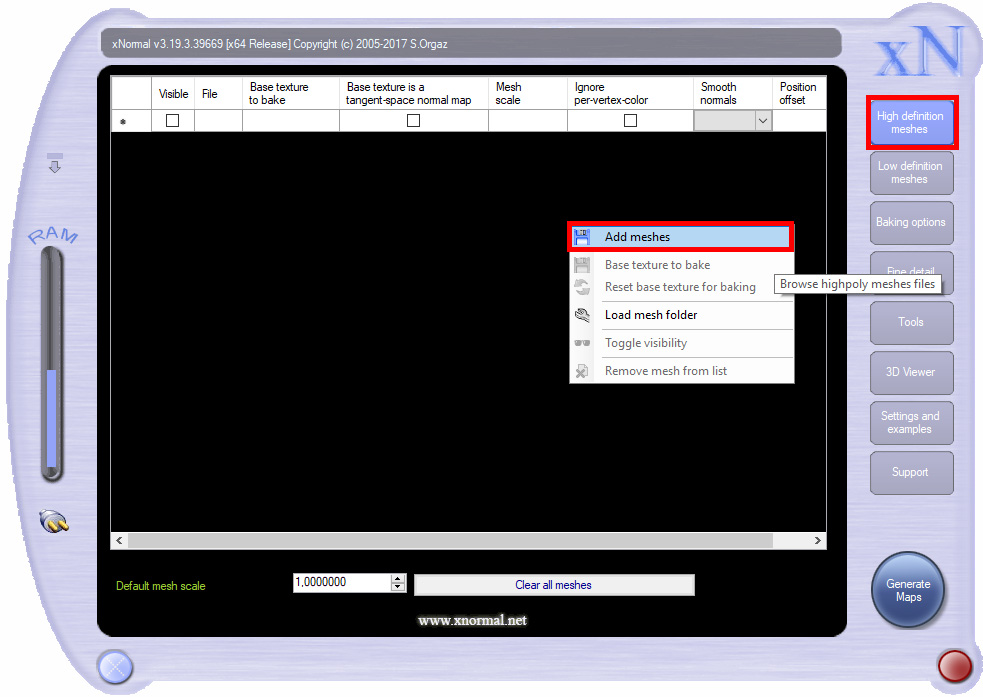 xNormal v3.19.3.39669 [x64 Release] Copyright (c) 2005-2017 S.Orgaz
xN
Visible
File
Base texture
to bake
Base texture is a
tangent-space normal map
Mesh
scale
Ignore
per-vertex-color
Smooth
normals
Position
offset
High definition
meshes
Low definition
meshes
Baking options
Fine detail
Tools
3D Viewer
Settings and
examples
Support
RAM
Add meshes
Base texture to bake
Reset base texture for baking
Browse highpoly meshes files
Load mesh folder
Toggle visibility
Remove mesh from list
Default mesh scale
1,0000000
Clear all meshes
Generate
Maps
www.xnormal.net